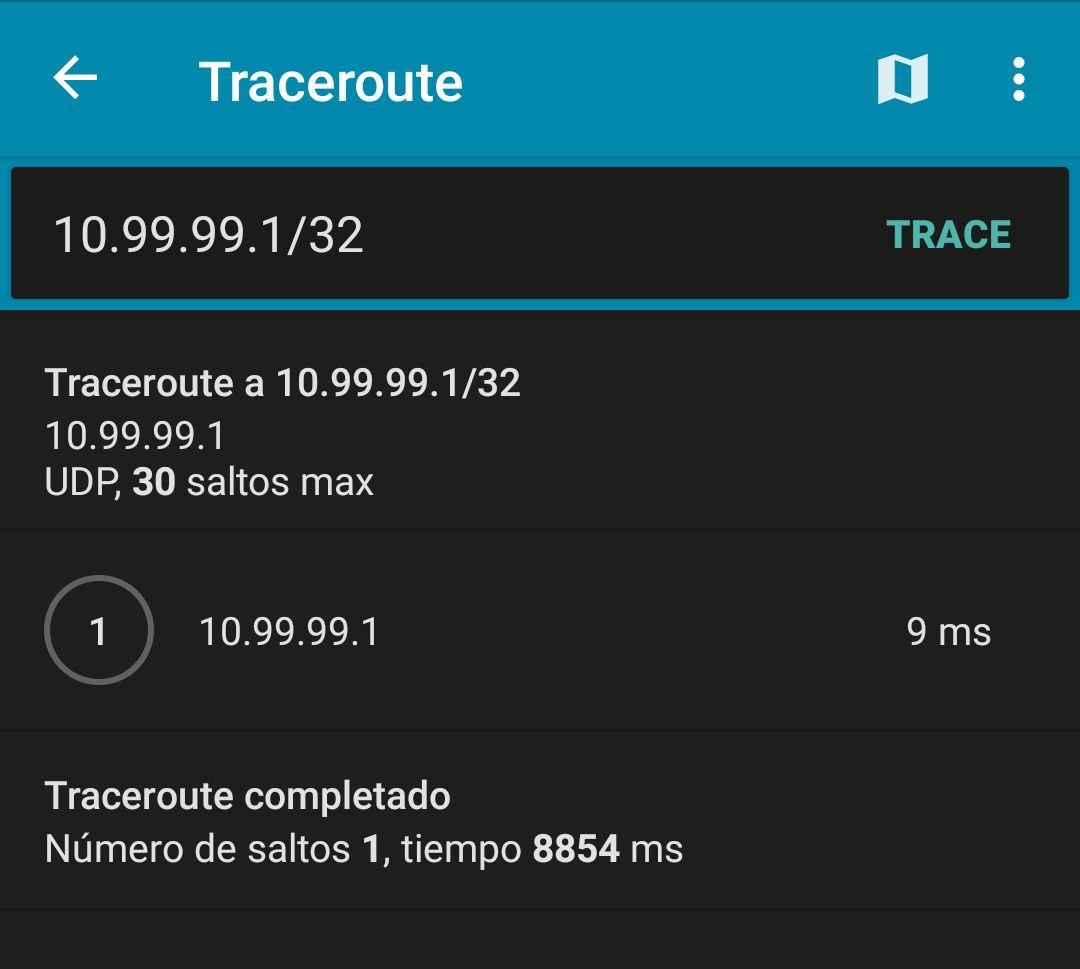 Traceroute
10.99.99.1/32 TRACE
Traceroute a 10.99.99.1/32
10.99.99.1
UDP, 30 saltos max
1 10.99.99.1 9 ms
Traceroute completado
Número de saltos 1, tiempo 8854 ms